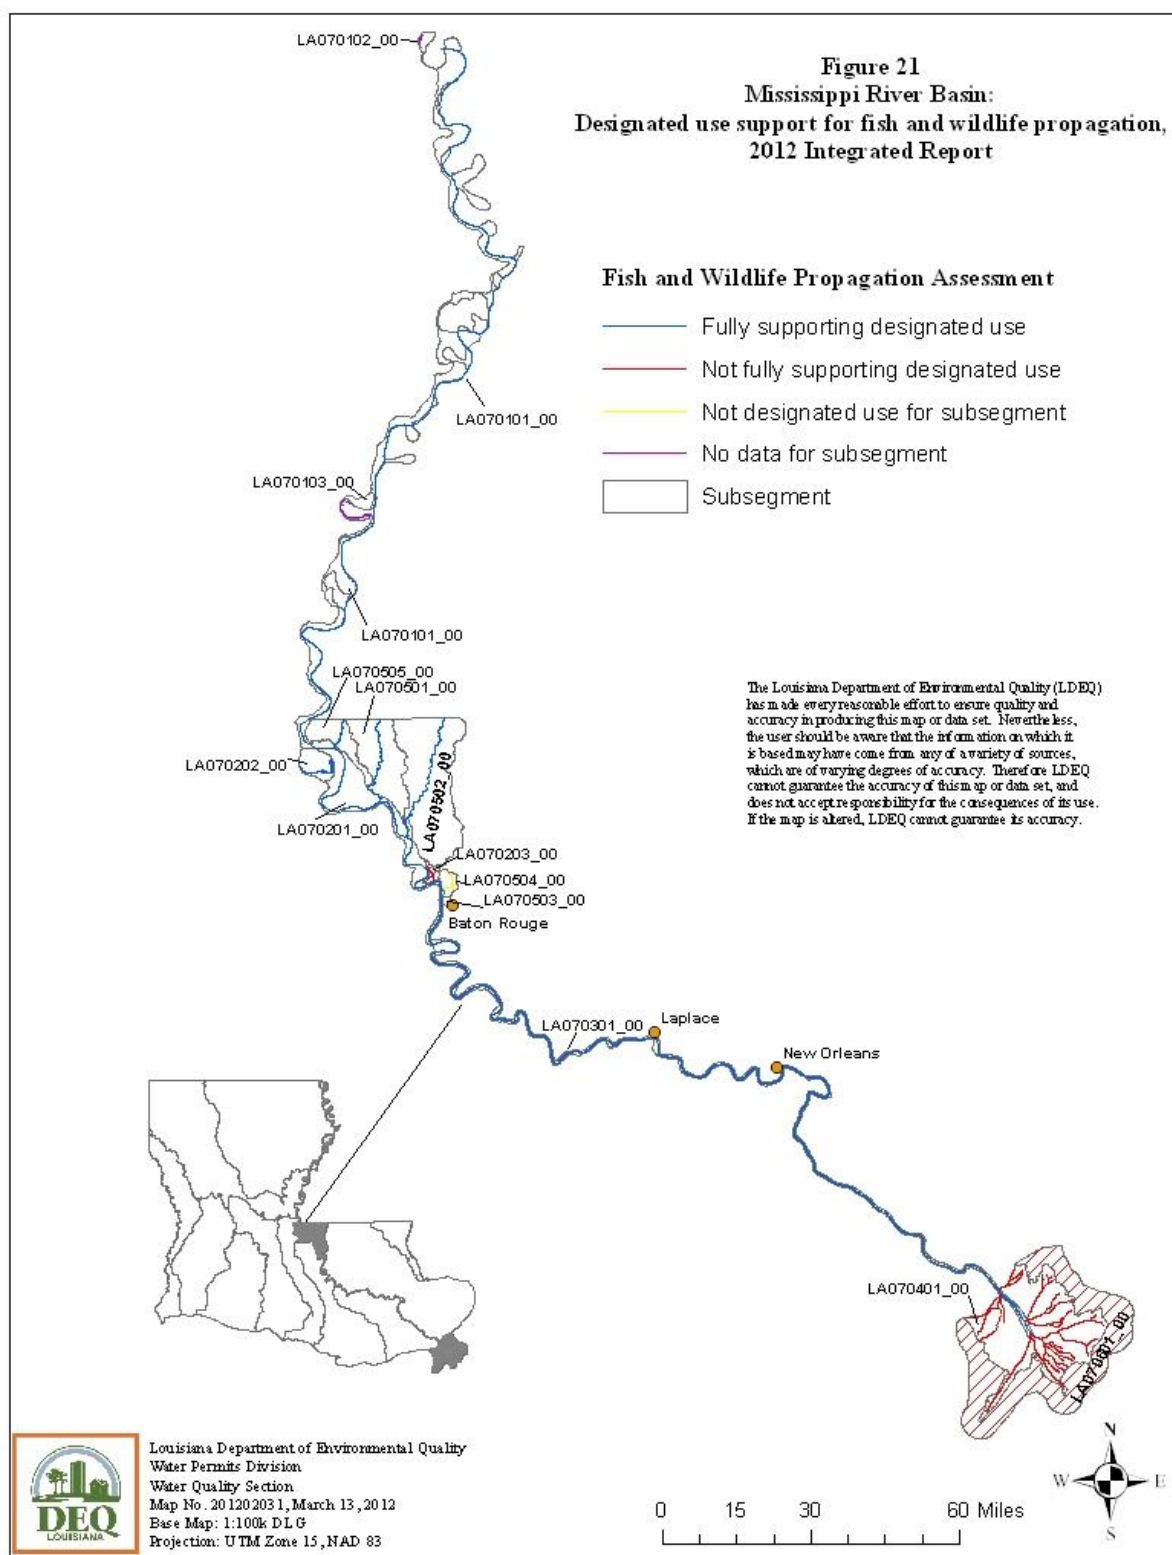 Figure 21
Mississippi River Basin:
Designated use support for fish and wildlife propagation,
2012 Integrated Report
Fish and Wildlife Propagation Assessment
Fully supporting designated use
Not fully supporting designated use
Not designated use for subsegment
No data for subsegment
Subsegment
LA070102_00
LA070101_00
LA070103_00
LA070101_00
LA070505_00
LA070501_00
LA070202_00
LA070502_00
LA070201_00
LA070203_00
LA070504_00
LA070503_00
Baton Rouge
The Louisiana Department of Environmental Quality (LDEQ)
has made every reasonable effort to ensure quality and
accuracy in producing this map or data set. Nevertheless,
the user should be aware that the information on which it
is based may have come from any of a variety of sources,
which are of varying degrees of accuracy. Therefore LDEQ
cannot guarantee the accuracy of this map or data set, and
does not accept responsibility for the consequences of its use.
If the map is altered, LDEQ cannot guarantee its accuracy.
LA070301_00
Laplace
New Orleans
LA070401_00
LA070601_00
DEQ
LOUISIANA
Louisiana Department of Environmental Quality
Water Permits Division
Water Quality Section
Map No. 201202031, March 13, 2012
Base Map: 1:100k DLG
Projection: UTM Zone 15, NAD 83
0 15 30 60 Miles
N
W E
S